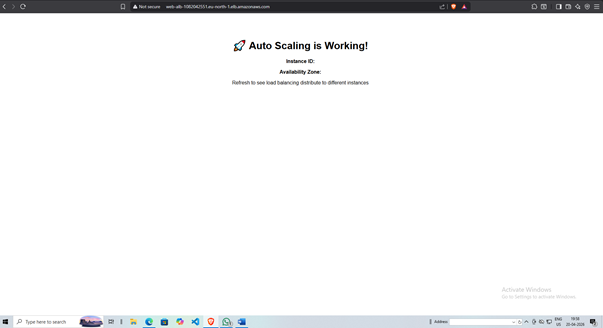 Not secure web-alb-1082042551.eu-north-1.elb.amazonaws.com
🚀 Auto Scaling is Working!
Instance ID:
Availability Zone:
Refresh to see load balancing distribute to different instances
Activate Windows
Go to Settings to activate Windows.
Type here to search
Address
ENG
US